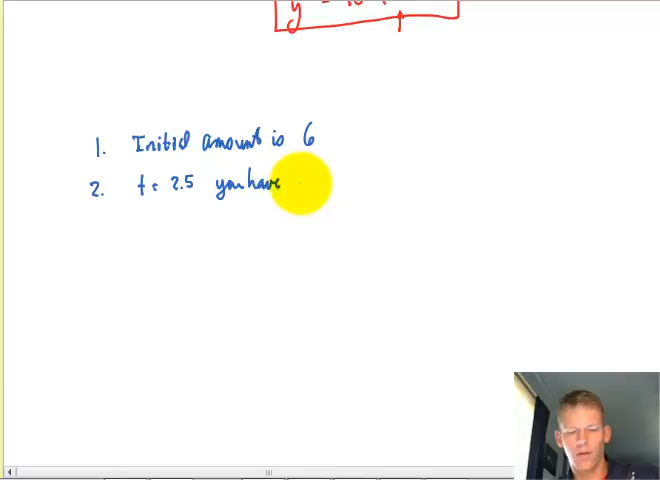 y =
1. Initial amount is 6
2. t = 2.5 you have